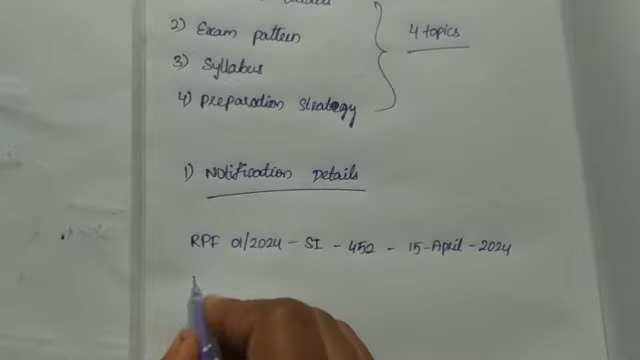 2) Exam pattern
3) Syllabus
4) Preparation Strategy
4 topics
1) Notification Details
RPF 01/2024 - SI - 452 - 15-April-2024